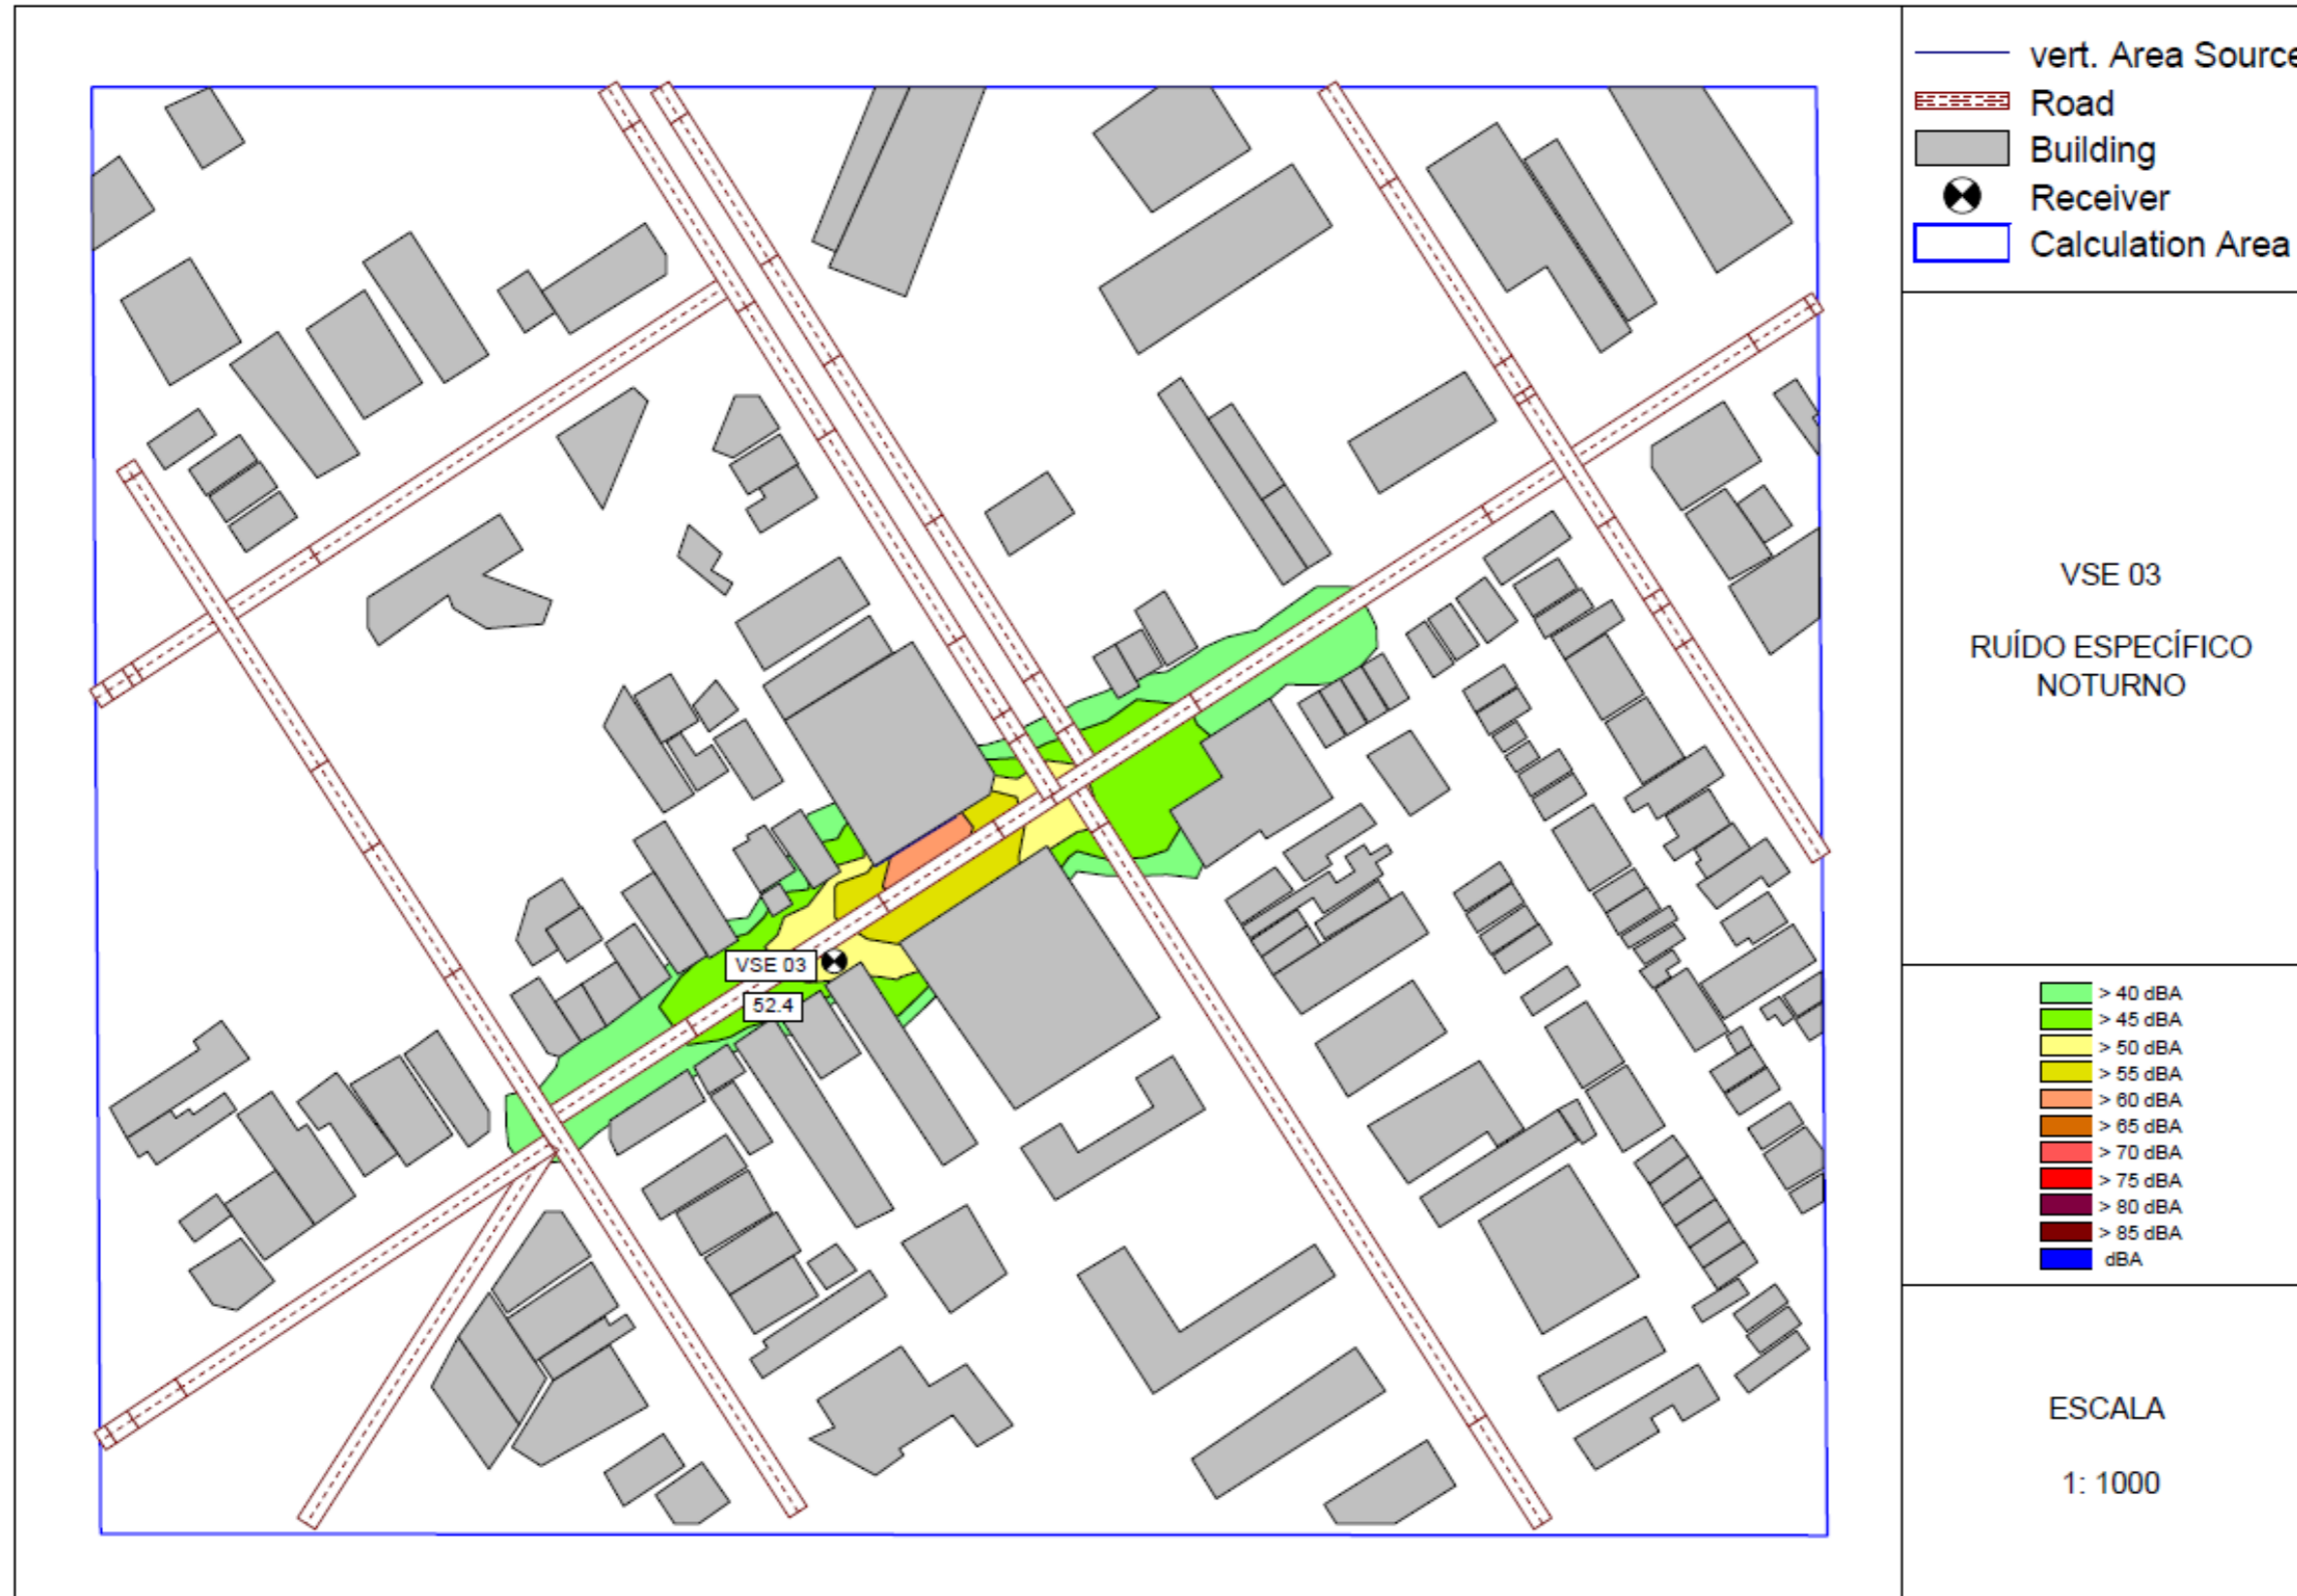 vert. Area Source
Road
Building
Receiver
Calculation Area
VSE 03
RUÍDO ESPECÍFICO
NOTURNO
VSE 03
52.4
> 40 dBA
> 45 dBA
> 50 dBA
> 55 dBA
> 60 dBA
> 65 dBA
> 70 dBA
> 75 dBA
> 80 dBA
> 85 dBA
dBA
ESCALA
1: 1000